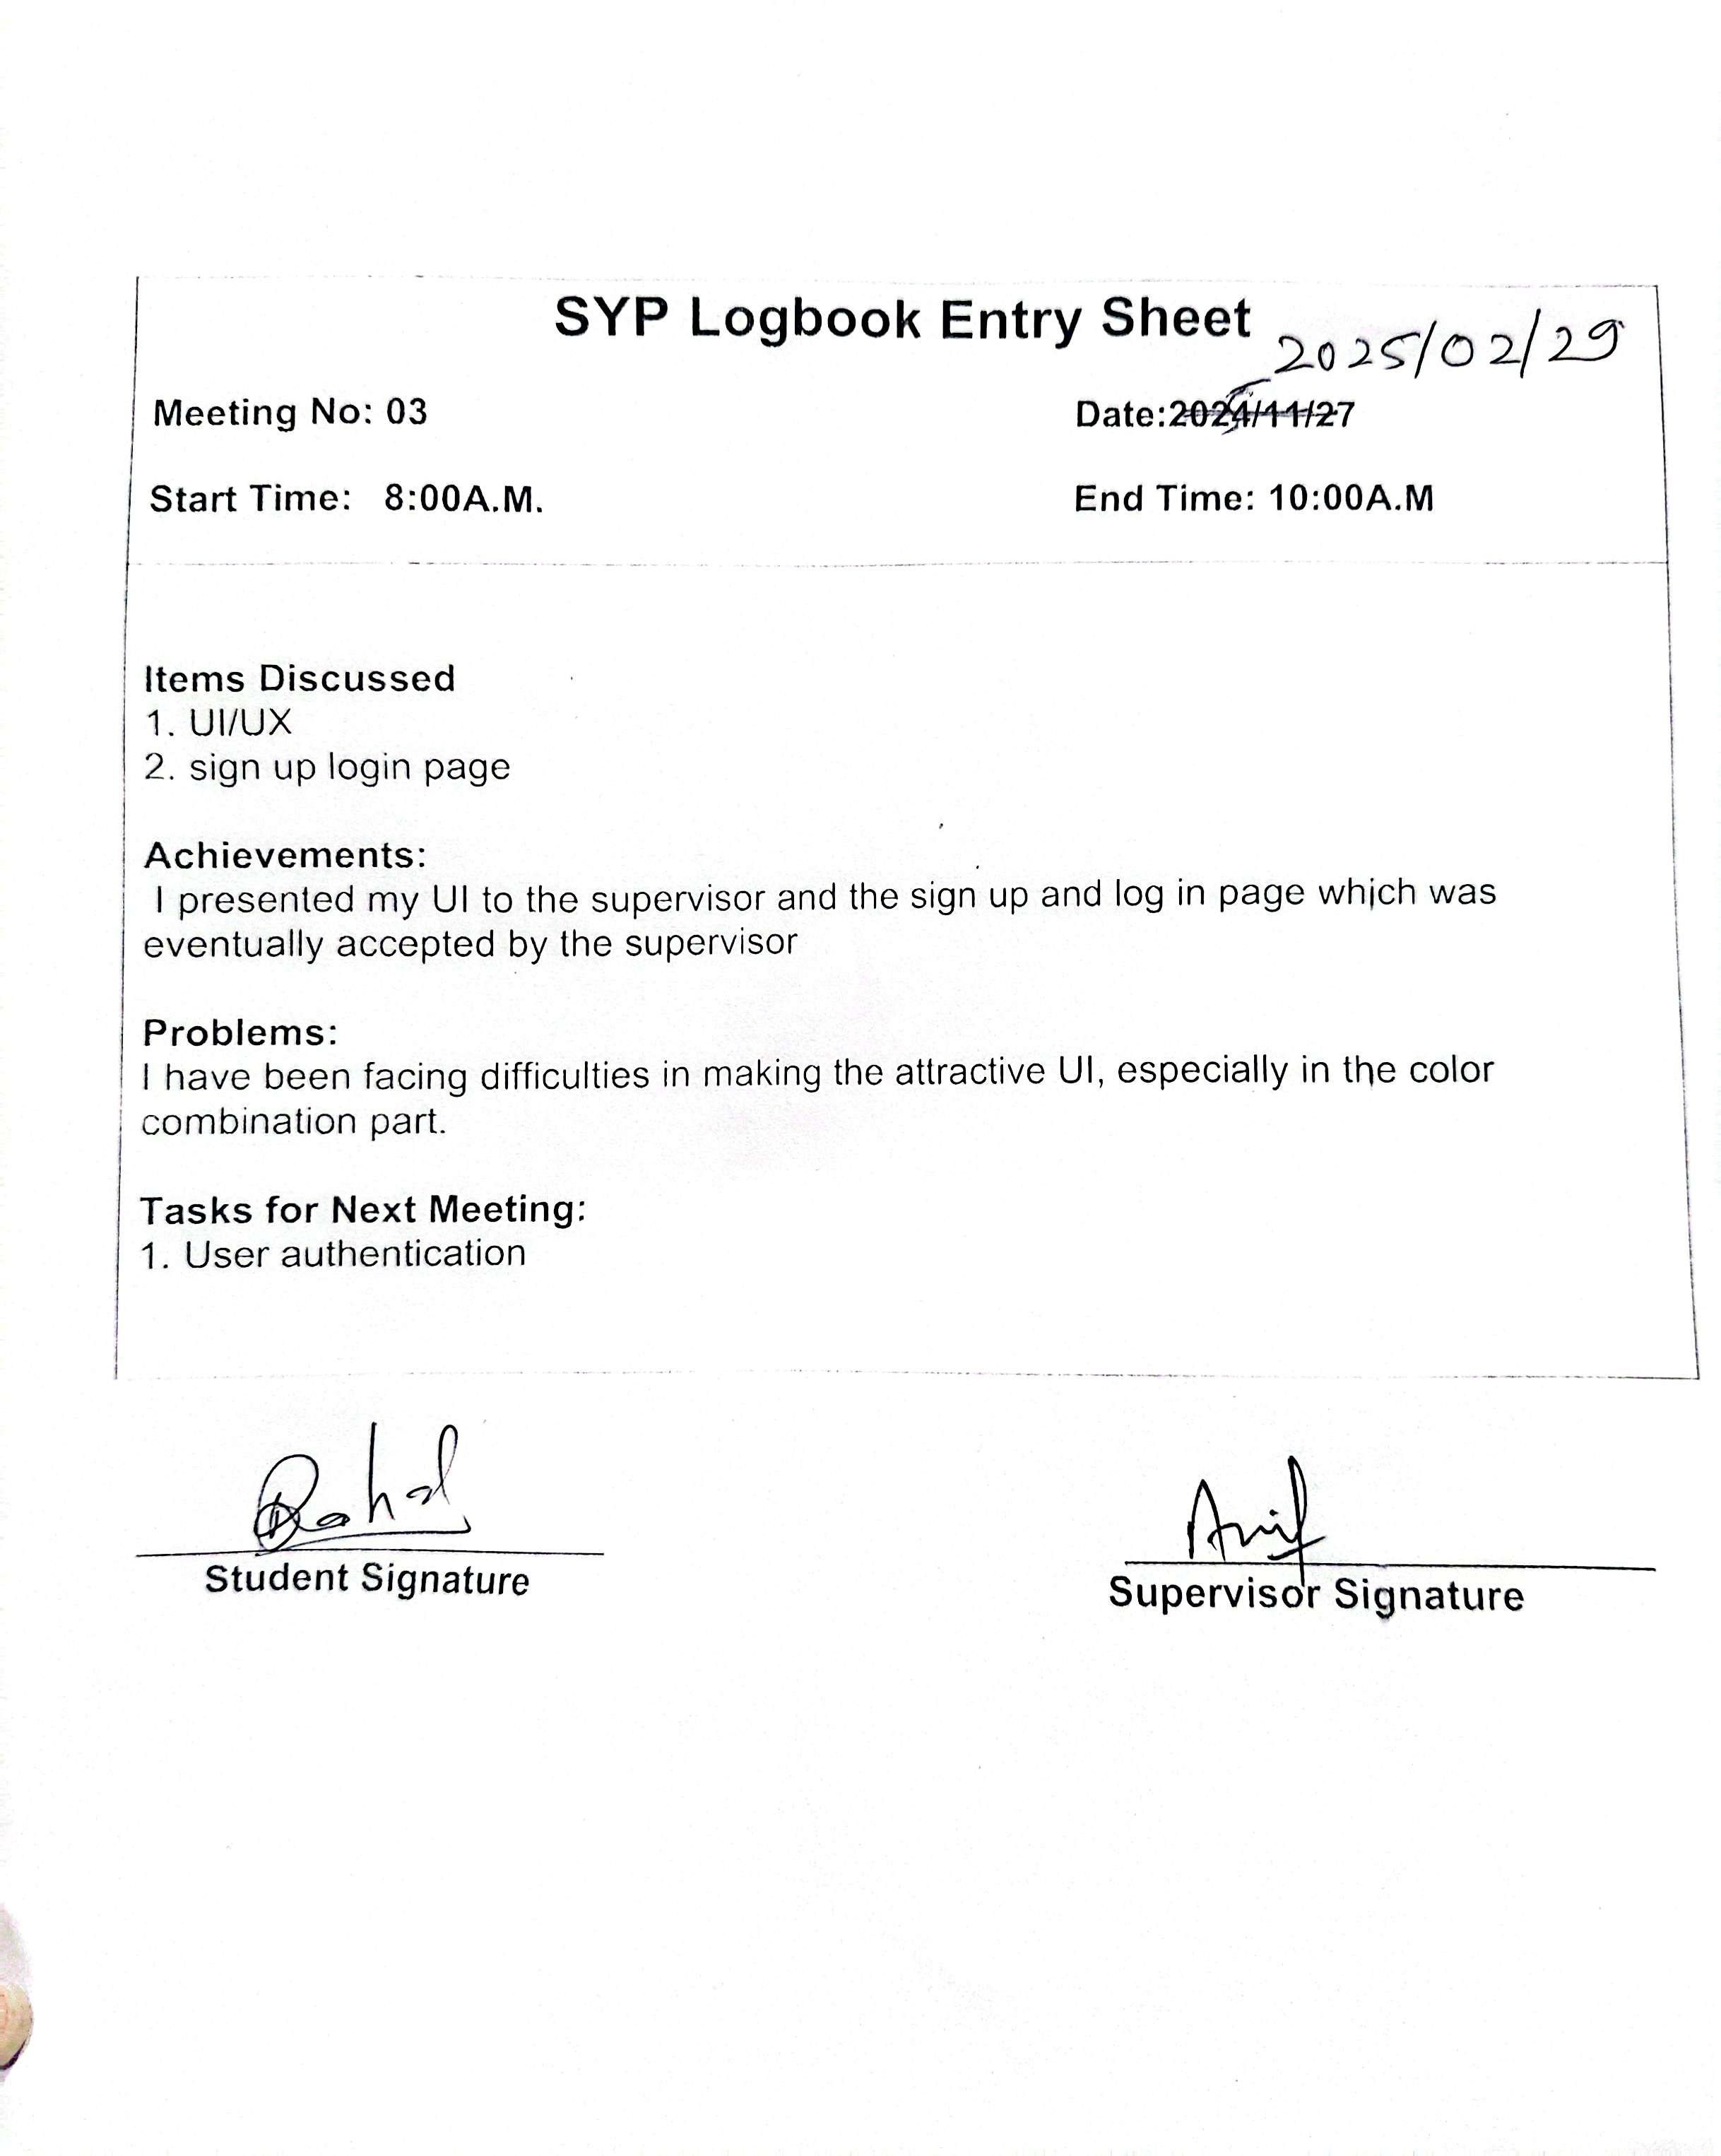 SYP Logbook Entry Sheet
2025/02/29
Meeting No: 03 Date:2024/11/27
Start Time: 8:00A.M. End Time: 10:00A.M
Items Discussed
1. UI/UX
2. sign up login page
Achievements:
I presented my UI to the supervisor and the sign up and log in page which was
eventually accepted by the supervisor
Problems:
I have been facing difficulties in making the attractive UI, especially in the color
combination part.
Tasks for Next Meeting:
1. User authentication
Student Signature
Supervisor Signature